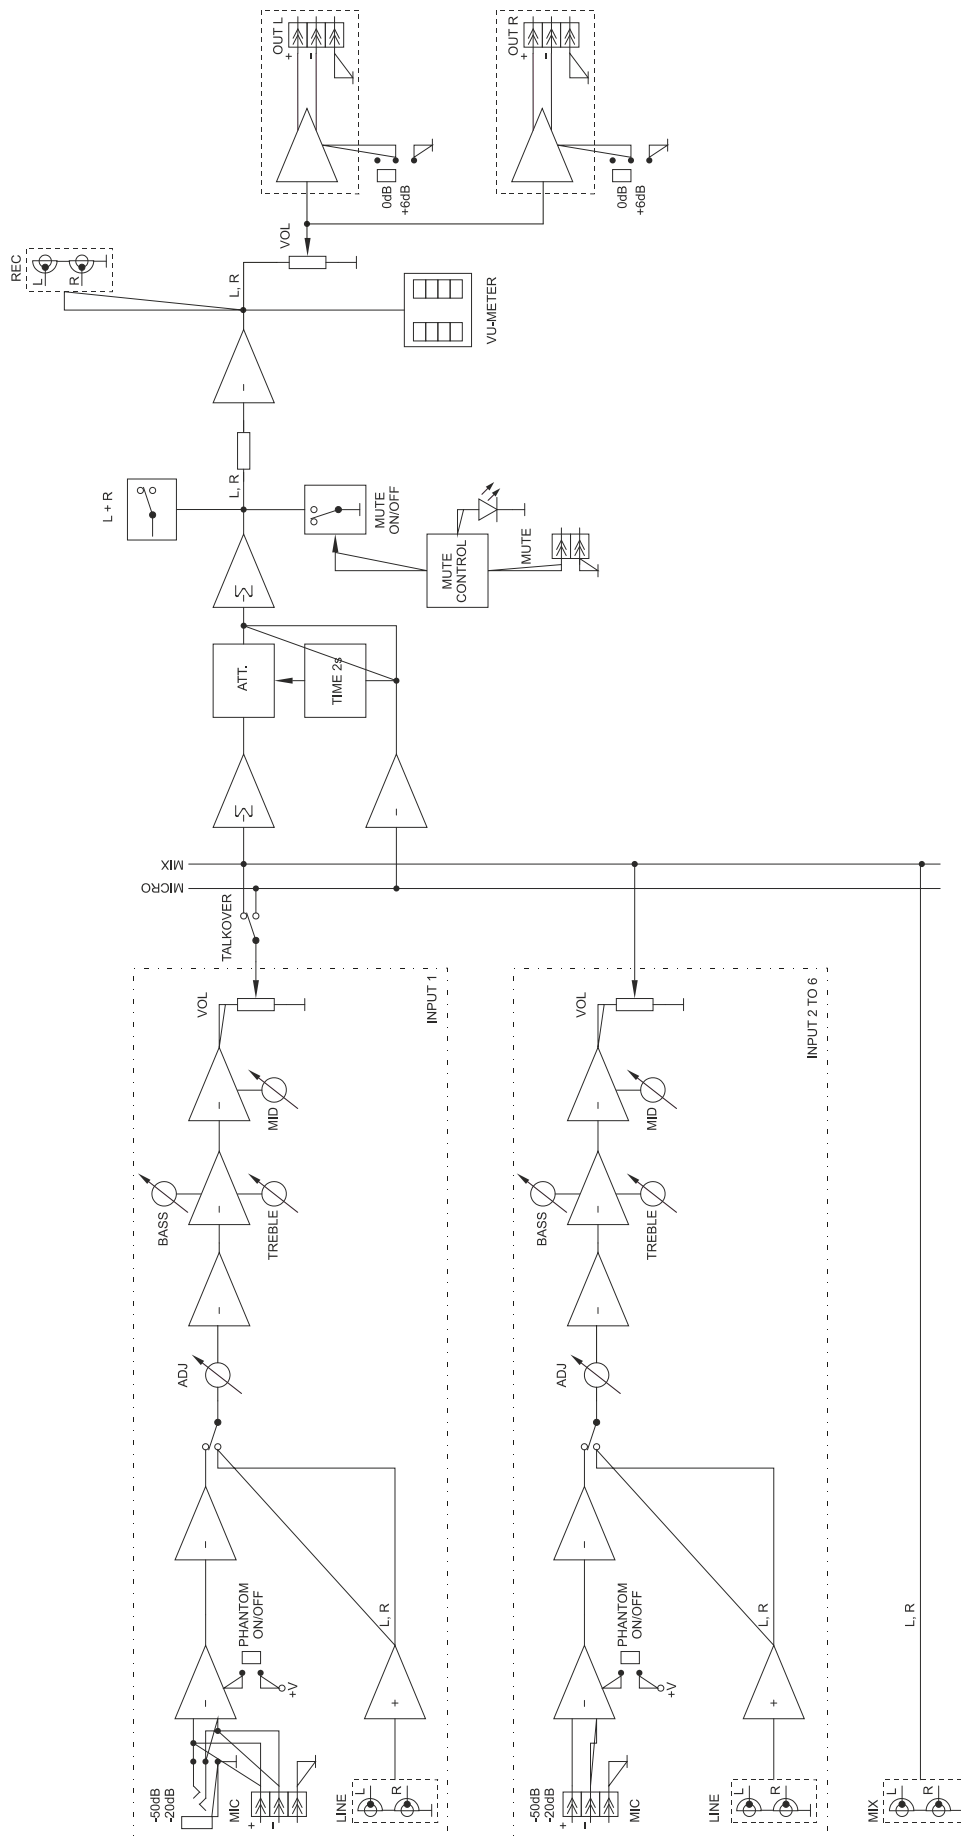 OUT L
+
-
0dB
+6dB
OUT R
+
-
0dB
+6dB
REC
L
R
VOL
L, R
VU-METER
L + R
L, R
MUTE
ON/OFF
MUTE
CONTROL
MUTE
Σ
ATT.
TIME 2s
Σ
MIX
MICRO
TALKOVER
VOL
INPUT 1
MID
BASS
TREBLE
ADJ
PHANTOM
ON/OFF
+V
L, R
-50dB
-20dB
MIC
+
-
LINE
L
R
+
VOL
INPUT 2 TO 6
MID
BASS
TREBLE
ADJ
PHANTOM
ON/OFF
+V
L, R
-50dB
-20dB
MIC
+
-
LINE
L
R
+
L, R
MIX
L
R